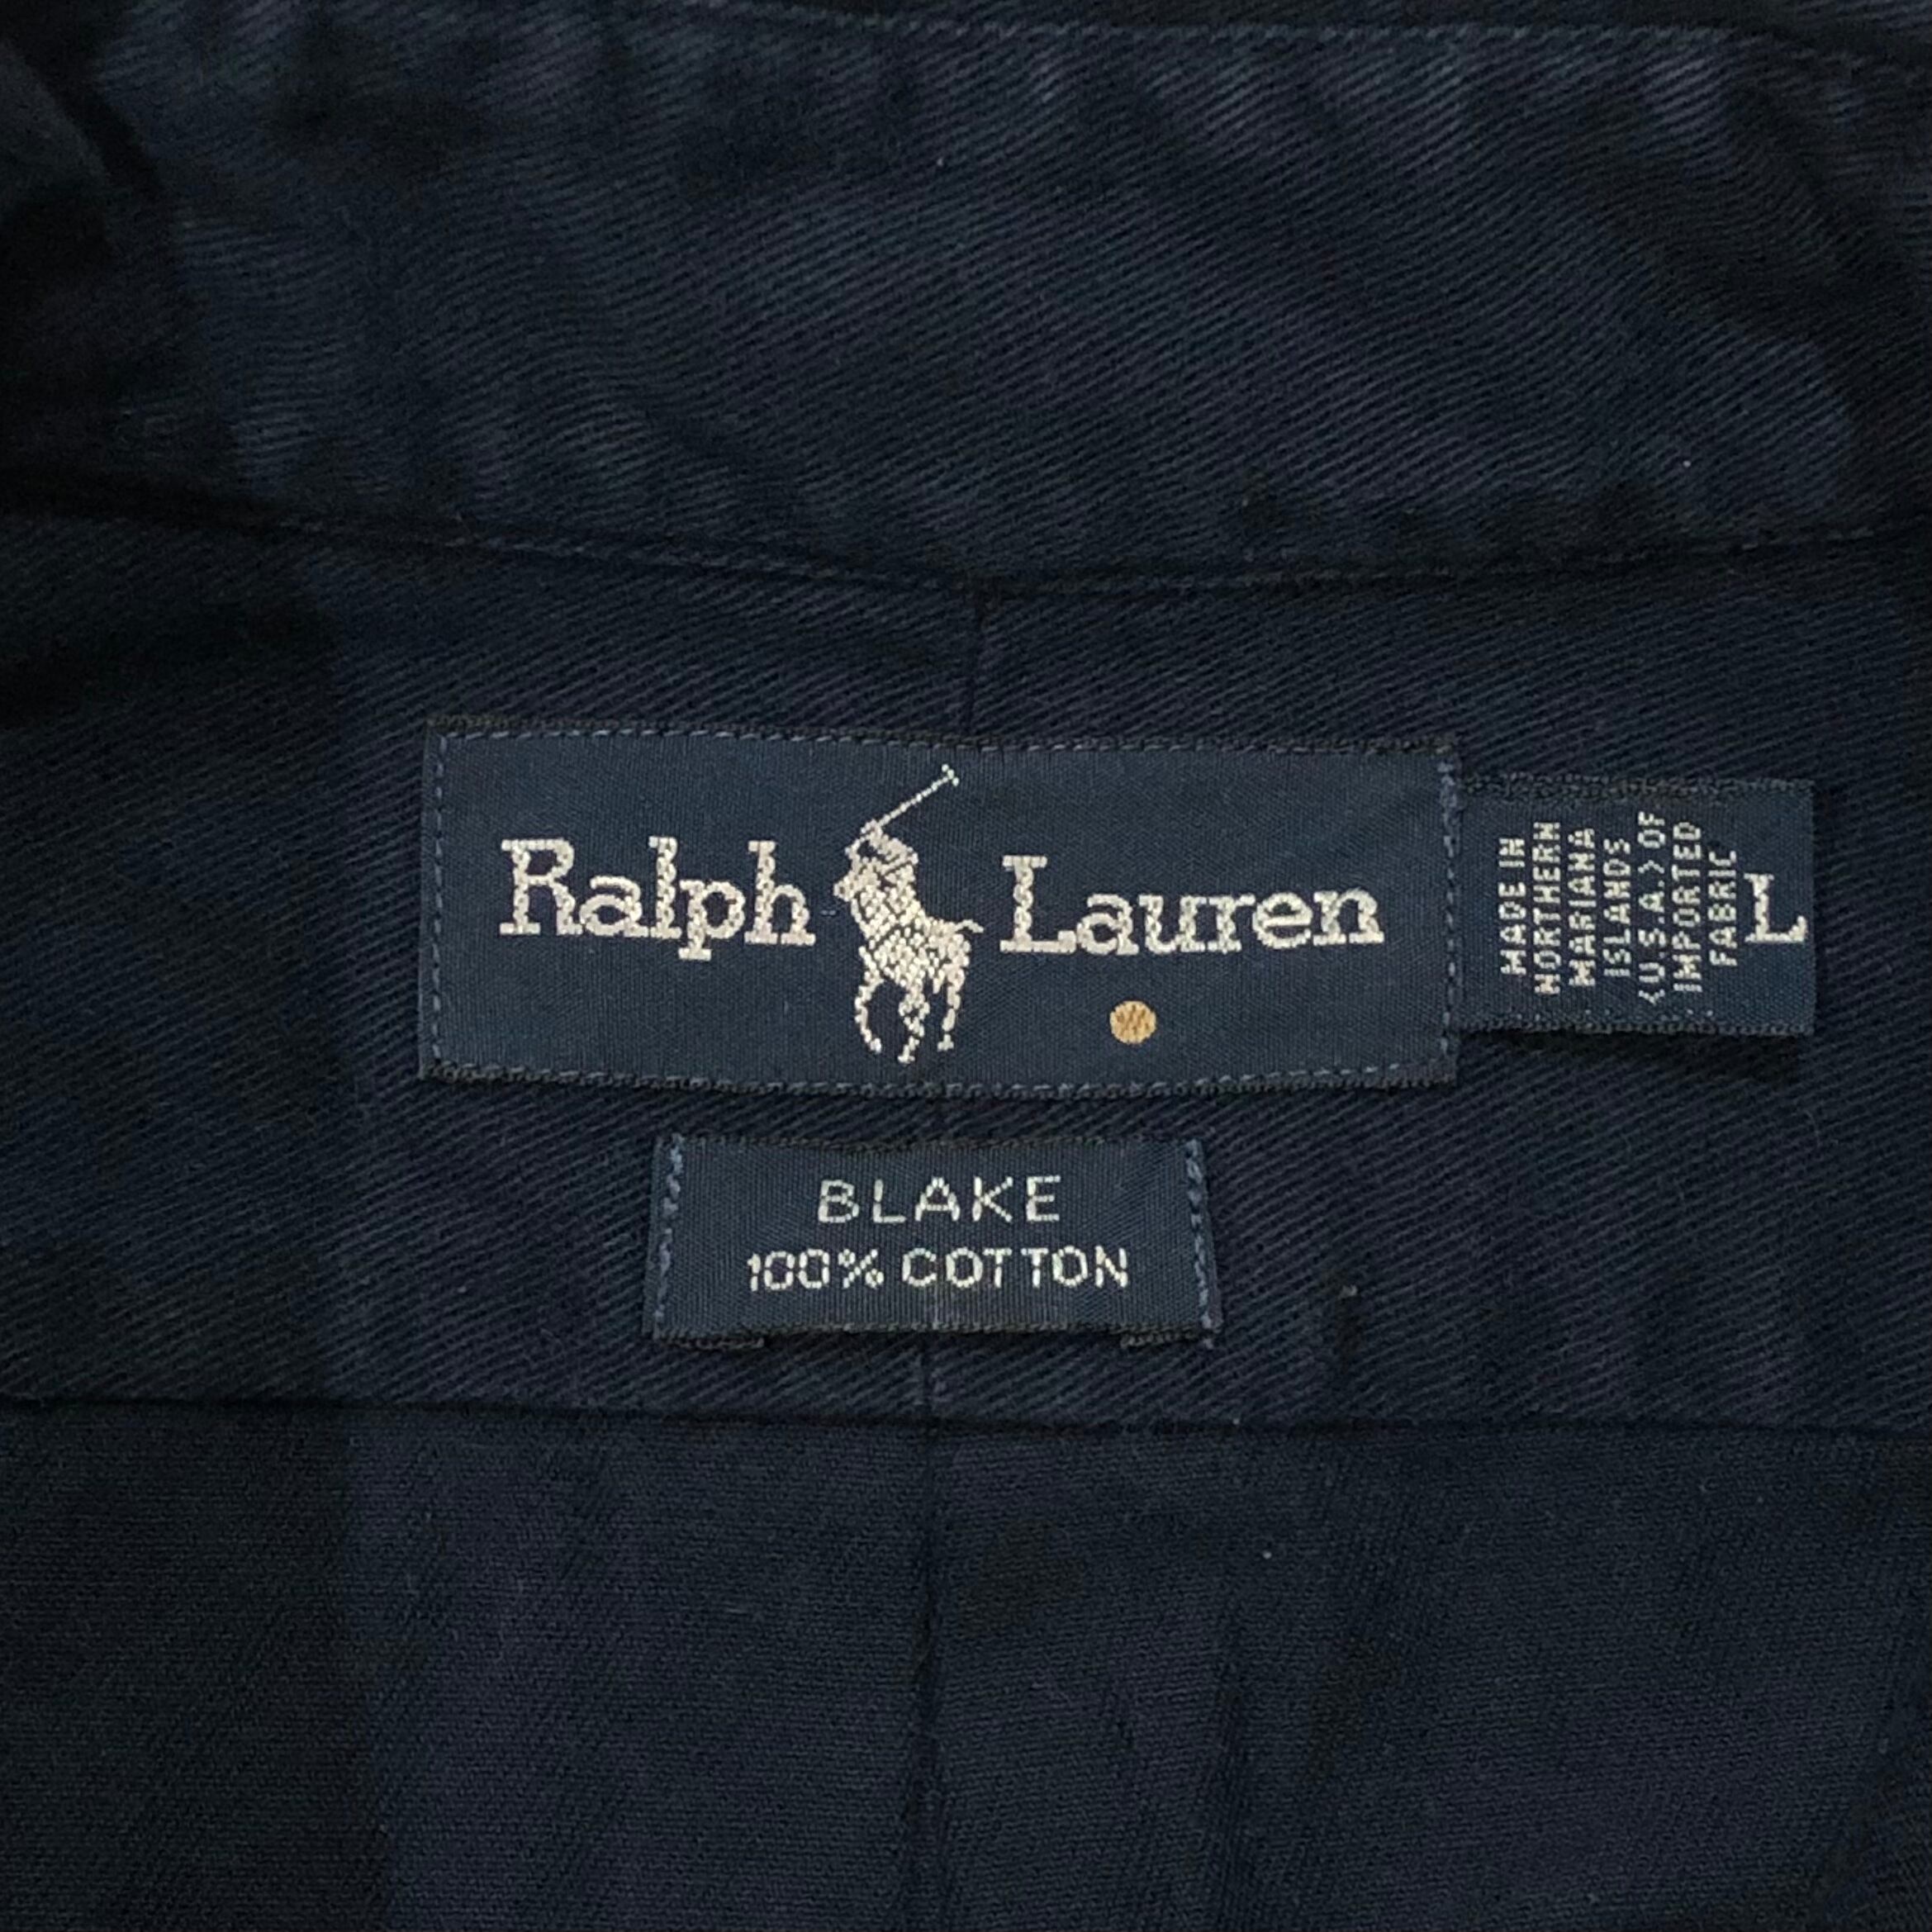 Ralph Lauren
MADE IN
NORTHERN
MARIANA
ISLANDS
(U.S.A.) OF
IMPORTED
FABRIC
L
BLAKE
100% COTTON